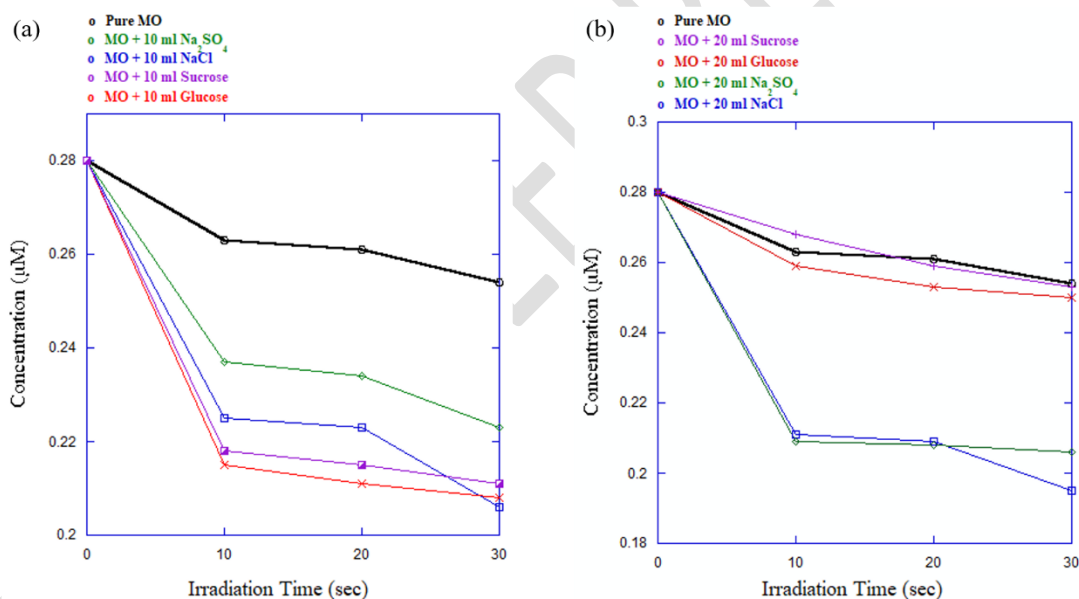 (a)
o Pure MO
o MO + 10 ml Na2SO4
o MO + 10 ml NaCl
o MO + 10 ml Sucrose
o MO + 10 ml Glucose
0.28
0.26
0.24
0.22
0.2
Concentration (μM)
0 10 20 30
Irradiation Time (sec)
(b)
o Pure MO
o MO + 20 ml Sucrose
o MO + 20 ml Glucose
o MO + 20 ml Na2SO4
o MO + 20 ml NaCl
0.3
0.28
0.26
0.24
0.22
0.2
0.18
Concentration (μM)
0 10 20 30
Irradiation Time (sec)